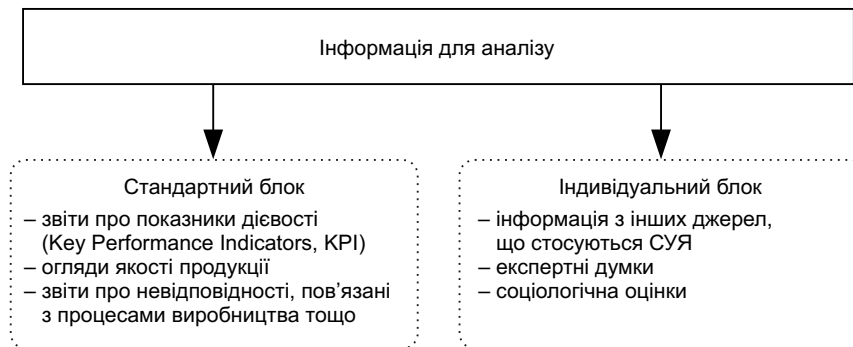 Інформація для аналізу
Стандартний блок
– звіти про показники дієвості
(Key Performance Indicators, KPI)
– огляди якості продукції
– звіти про невідповідності, пов’язані
з процесами виробництва тощо
Індивідуальний блок
– інформація з інших джерел,
що стосуються СУЯ
– експертні думки
– соціологічна оцінки